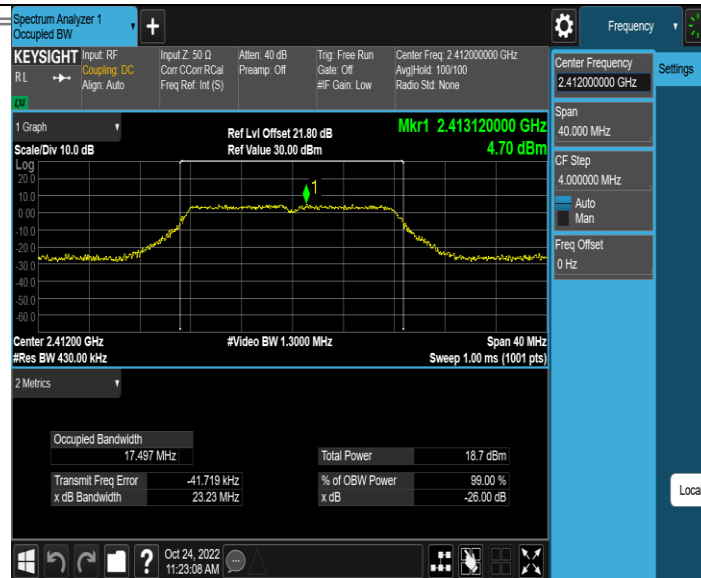 Spectrum Analyzer 1
Occupied BW
+
Frequency
KEYSIGHT
R L
LXI
Input: RF
Coupling: DC
Align: Auto
Input Z: 50 Ω
Corr CCorr RCal
Freq Ref: Int (S)
Atten: 40 dB
Preamp: Off
Trig: Free Run
Gate: Off
#IF Gain: Low
Center Freq: 2.412000000 GHz
Avg|Hold: 100/100
Radio Std: None
Center Frequency
2.412000000 GHz
Settings
Span
40.000 MHz
CF Step
4.000000 MHz
Auto
Man
Freq Offset
0 Hz
Local
1 Graph
Scale/Div 10.0 dB
Ref Lvl Offset 21.80 dB
Ref Value 30.00 dBm
Mkr1 2.413120000 GHz
4.70 dBm
Log
20.0
10.0
0.00
-10.0
-20.0
-30.0
-40.0
-50.0
-60.0
1
Center 2.41200 GHz
#Video BW 1.3000 MHz
Span 40 MHz
#Res BW 430.00 kHz
Sweep 1.00 ms (1001 pts)
2 Metrics
Occupied Bandwidth
17.497 MHz
Total Power 18.7 dBm
Transmit Freq Error -41.719 kHz
% of OBW Power 99.00 %
x dB Bandwidth 23.23 MHz
x dB -26.00 dB
?
Oct 24, 2022
11:23:08 AM